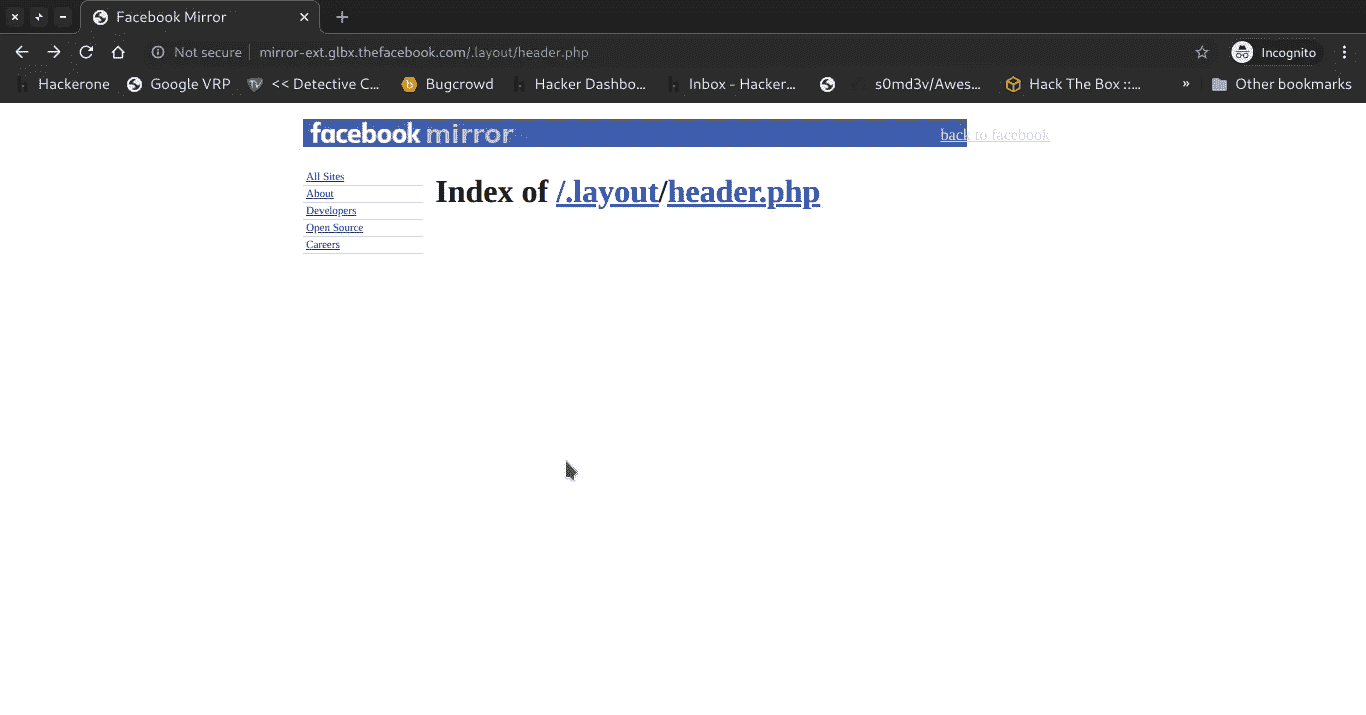 Facebook Mirror
Not secure mirror-ext.glbx.thefacebook.com/.layout/header.php Incognito
Hackerone Google VRP << Detective C... Bugcrowd Hacker Dashbo... Inbox - Hacker... s0md3v/Awes... Hack The Box ::... » Other bookmarks
facebook mirror back to facebook
All Sites
About
Developers
Open Source
Careers
Index of /.layout/header.php